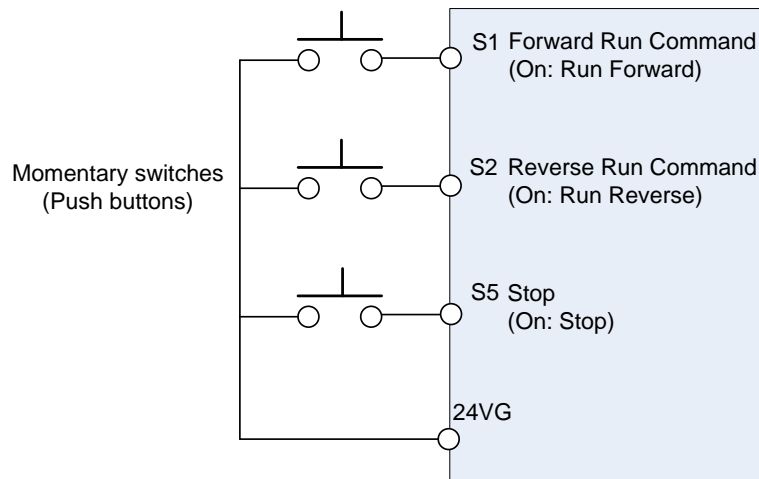 S1 Forward Run Command
(On: Run Forward)
Momentary switches
(Push buttons)
S2 Reverse Run Command
(On: Run Reverse)
S5 Stop
(On: Stop)
24VG